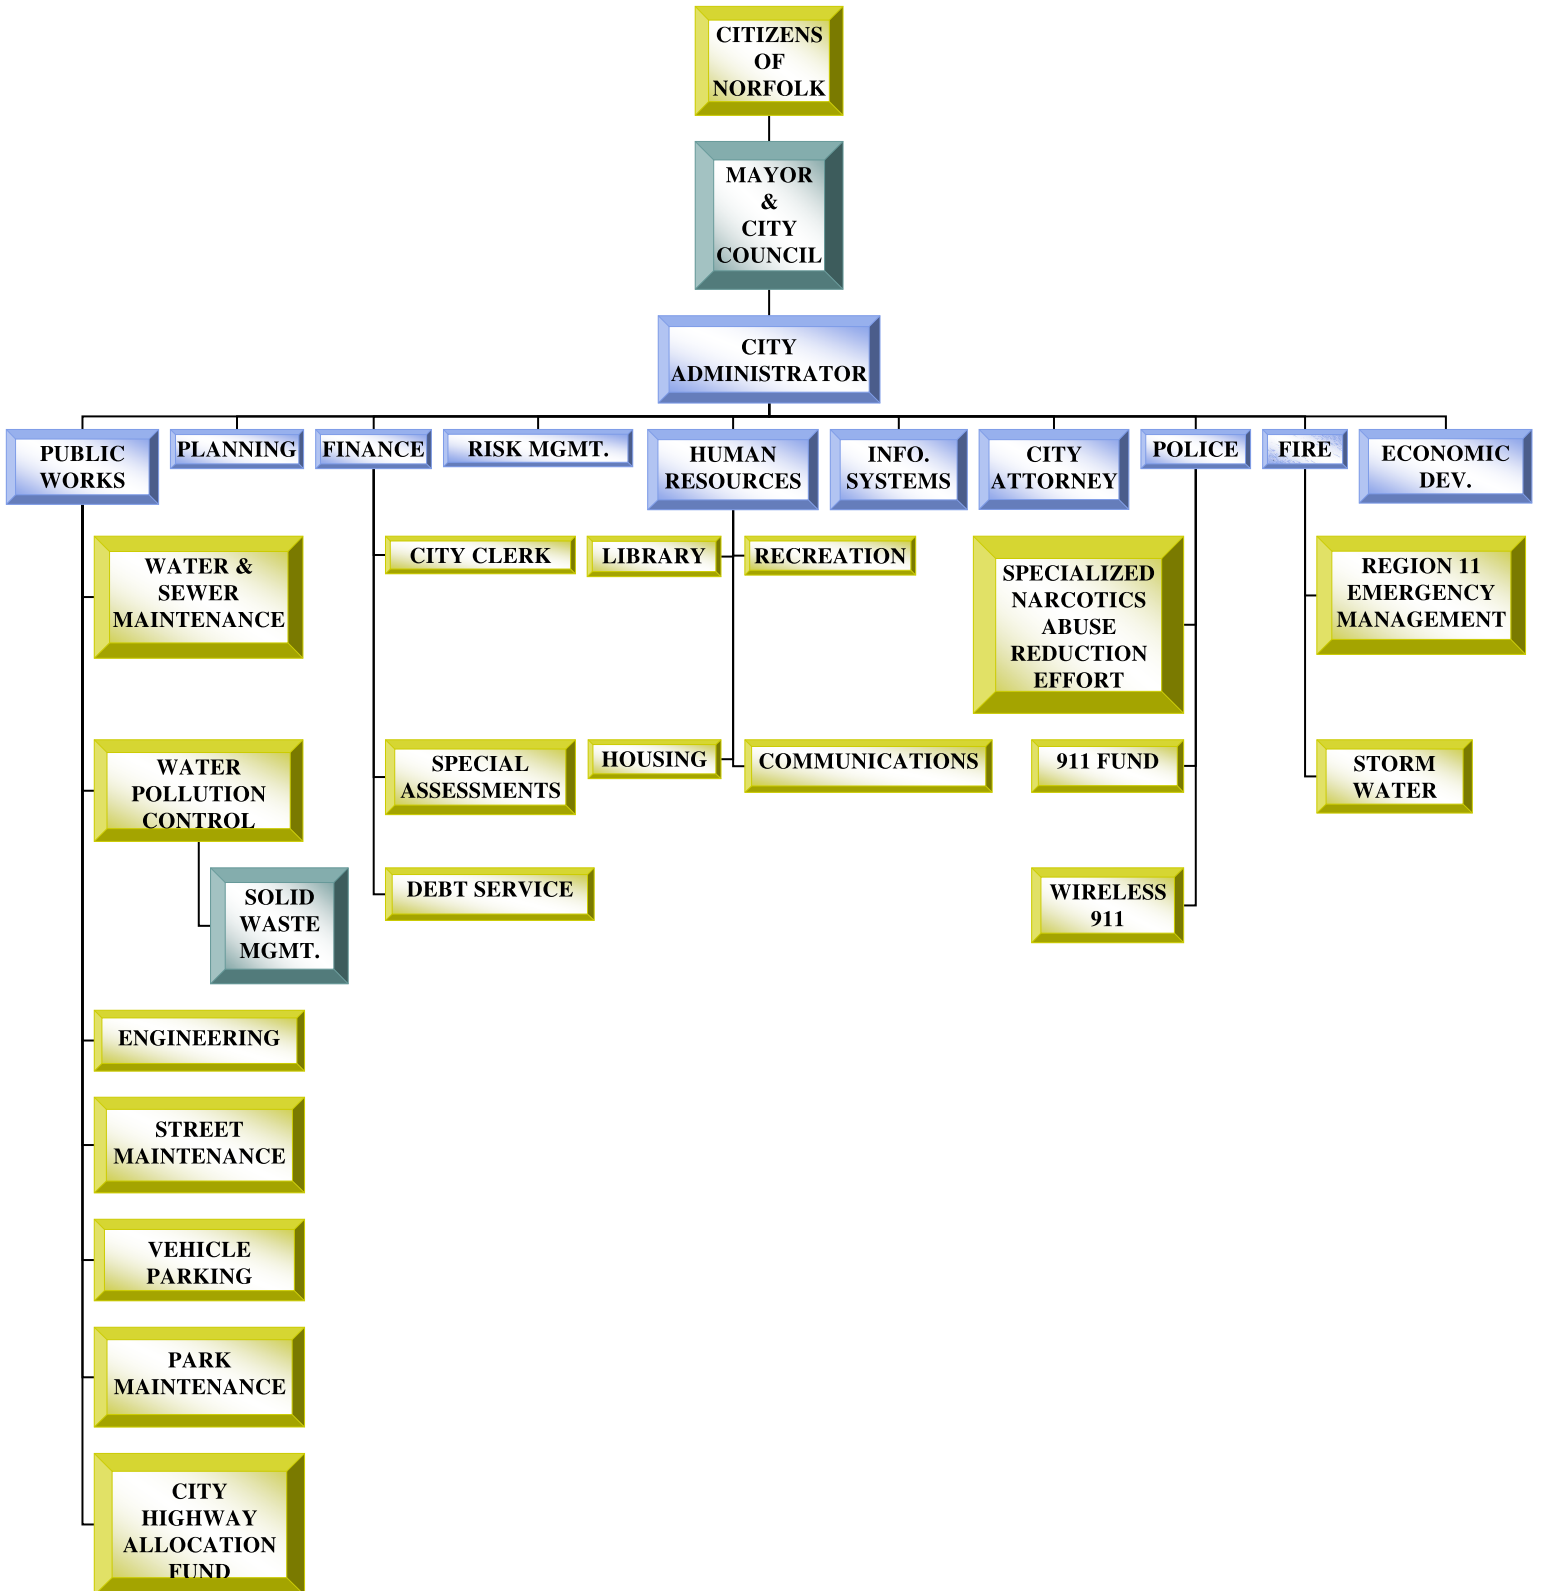 CITIZENS
OF
NORFOLK
MAYOR
&
CITY
COUNCIL
CITY
ADMINISTRATOR
PUBLIC
WORKS
PLANNING
FINANCE
RISK MGMT.
HUMAN
RESOURCES
INFO.
SYSTEMS
CITY
ATTORNEY
POLICE
FIRE
ECONOMIC
DEV.
WATER &
SEWER
MAINTENANCE
CITY CLERK
LIBRARY
RECREATION
SPECIALIZED
NARCOTICS
ABUSE
REDUCTION
EFFORT
REGION 11
EMERGENCY
MANAGEMENT
WATER
POLLUTION
CONTROL
SPECIAL
ASSESSMENTS
HOUSING
COMMUNICATIONS
911 FUND
STORM
WATER
SOLID
WASTE
MGMT.
DEBT SERVICE
WIRELESS
911
ENGINEERING
STREET
MAINTENANCE
VEHICLE
PARKING
PARK
MAINTENANCE
CITY
HIGHWAY
ALLOCATION
FUND